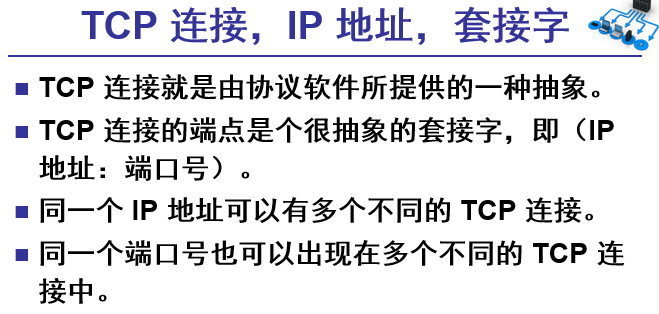 TCP 连接，IP 地址，套接字
TCP 连接就是由协议软件所提供的一种抽象。
TCP 连接的端点是个很抽象的套接字，即（IP
地址：端口号）。
同一个 IP 地址可以有多个不同的 TCP 连接。
同一个端口号也可以出现在多个不同的 TCP 连
接中。